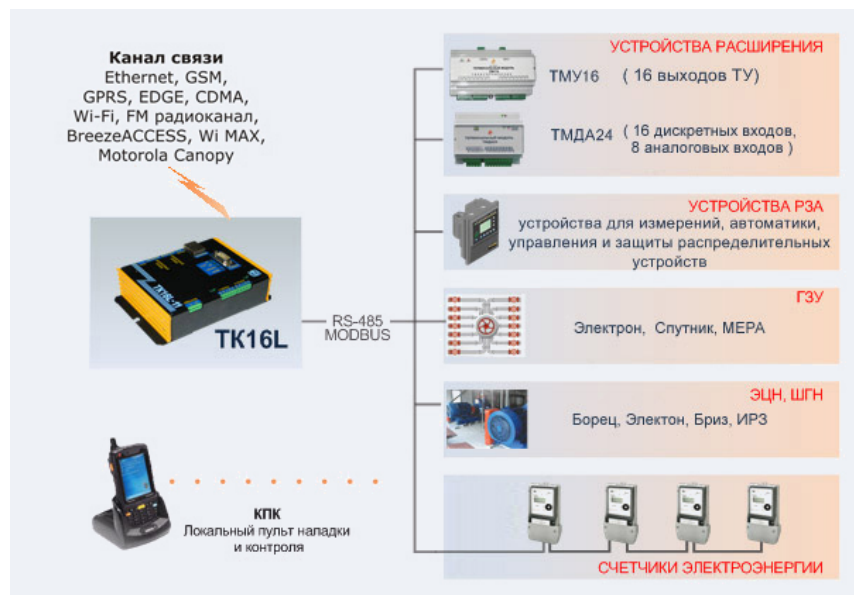 Канал связи
Ethernet, GSM,
GPRS, EDGE, CDMA,
Wi-Fi, FM радиоканал,
BreezeACCESS, Wi MAX,
Motorola Canopy
TK16L-11
TK16L
RS-485
MODBUS
КПК
Локальный пульт наладки
и контроля
УСТРОЙСТВА РАСШИРЕНИЯ
ТМУ16 ( 16 выходов ТУ)
ТМДА24 ( 16 дискретных входов,
8 аналоговых входов )
УСТРОЙСТВА РЗА
устройства для измерений, автоматики,
управления и защиты распределительных
устройств
ГЗУ
Электрон, Спутник, МЕРА
ЭЦН, ШГН
Борец, Электон, Бриз, ИРЗ
СЧЕТЧИКИ ЭЛЕКТРОЭНЕРГИИ